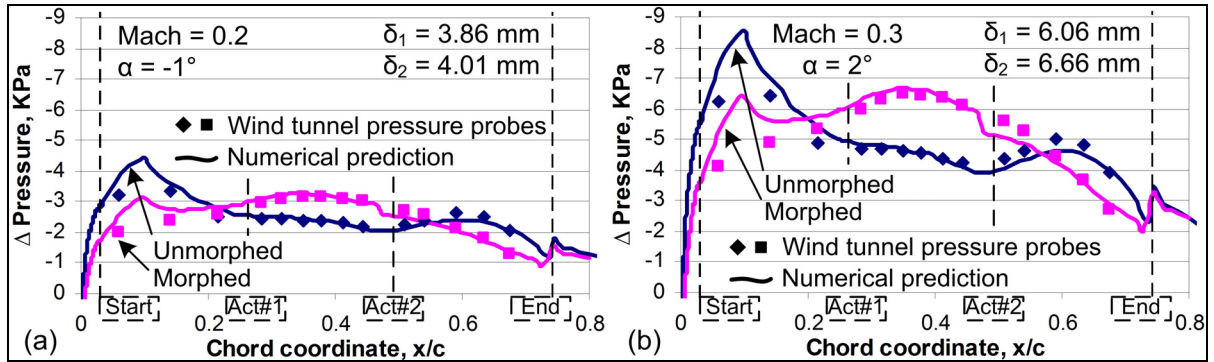 -9
-8
-7
-6
-5
-4
-3
-2
-1
0
Δ Pressure, KPa
Mach = 0.2
α = -1°
δ1 = 3.86 mm
δ2 = 4.01 mm
Wind tunnel pressure probes
Numerical prediction
Unmorphed
Morphed
0 Start 0.2 Act#1 0.4 Act#2 0.6 End 0.8
(a)
Chord coordinate, x/c
-9
-8
-7
-6
-5
-4
-3
-2
-1
0
Δ Pressure, KPa
Mach = 0.3
α = 2°
δ1 = 6.06 mm
δ2 = 6.66 mm
Unmorphed
Morphed
Wind tunnel pressure probes
Numerical prediction
0 Start 0.2 Act#1 0.4 Act#2 0.6 End 0.8
(b)
Chord coordinate, x/c